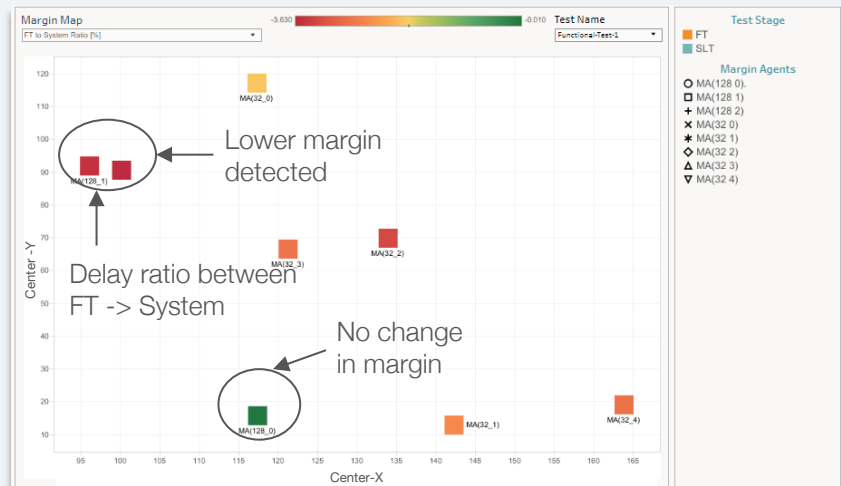 Margin Map
FT to System Ratio [%]
-3.630
-0.010
Test Name
Functional-Test-1
Test Stage
FT
SLT
Margin Agents
MA(128 0).
MA(128 1)
MA(128 2)
MA(32 0)
MA(32 1)
MA(32 2)
MA(32 3)
MA(32 4)
Center -Y
120
110
100
90
80
70
60
50
40
30
20
10
MA(32_0)
Lower margin
detected
MA(128_1)
MA(32_2)
MA(32_3)
Delay ratio between
FT -> System
No change
in margin
MA(128_0)
MA(32_1)
MA(32_4)
95
100
105
110
115
120
125
130
135
140
145
150
155
160
165
Center-X